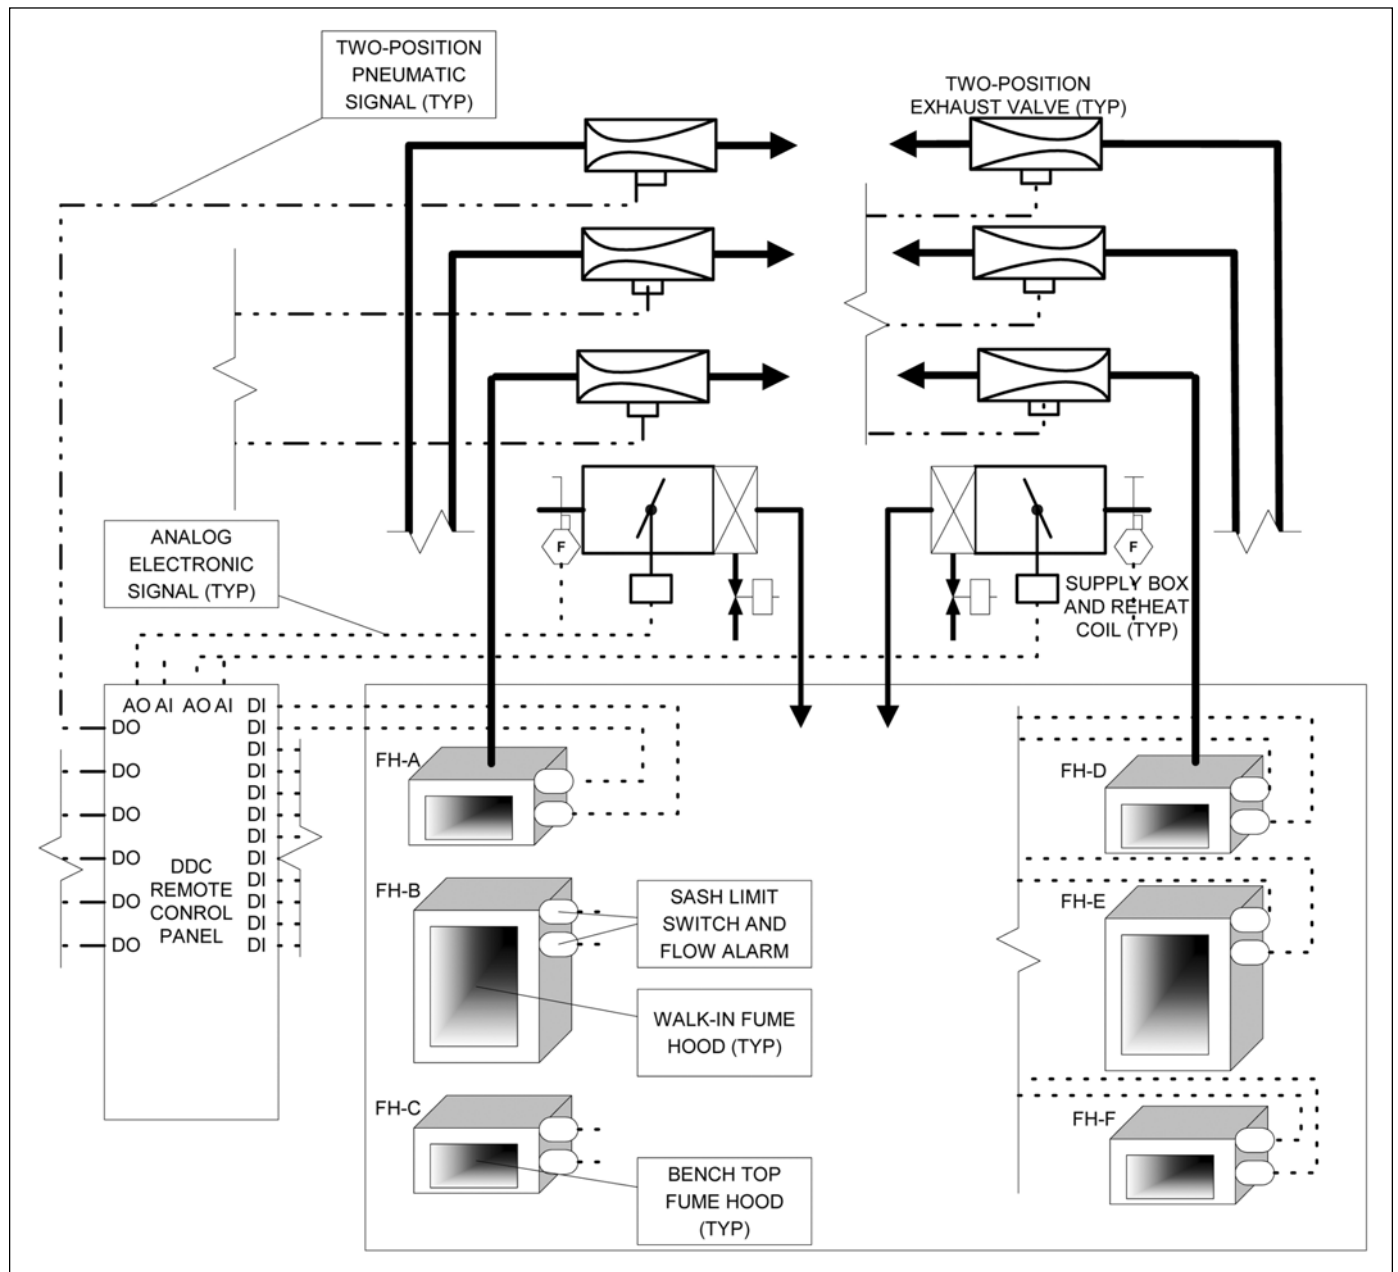 TWO-POSITION
PNEUMATIC
SIGNAL (TYP)
TWO-POSITION
EXHAUST VALVE (TYP)
ANALOG
ELECTRONIC
SIGNAL (TYP)
F
F
SUPPLY BOX
AND REHEAT
COIL (TYP)
AO AI AO AI DI
DO DI
DI
DO DI
DI
DO DI
DI
DO DI
DI
DO DI
DI
DO DI
DDC
REMOTE
CONROL
PANEL
FH-A
FH-B
FH-C
FH-D
FH-E
FH-F
SASH LIMIT
SWITCH AND
FLOW ALARM
WALK-IN FUME
HOOD (TYP)
BENCH TOP
FUME HOOD
(TYP)